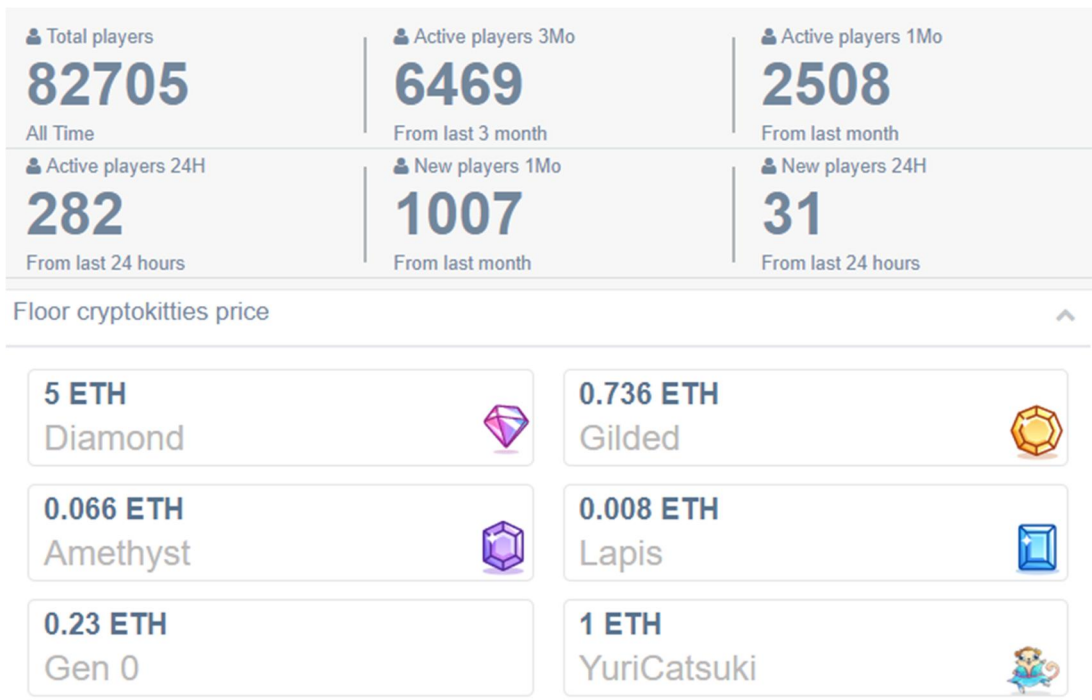 Total players
82705
All Time
Active players 3Mo
6469
From last 3 month
Active players 1Mo
2508
From last month
Active players 24H
282
From last 24 hours
New players 1Mo
1007
From last month
New players 24H
31
From last 24 hours
Floor cryptokitties price
5 ETH
Diamond
0.736 ETH
Gilded
0.066 ETH
Amethyst
0.008 ETH
Lapis
0.23 ETH
Gen 0
1 ETH
YuriCatsuki